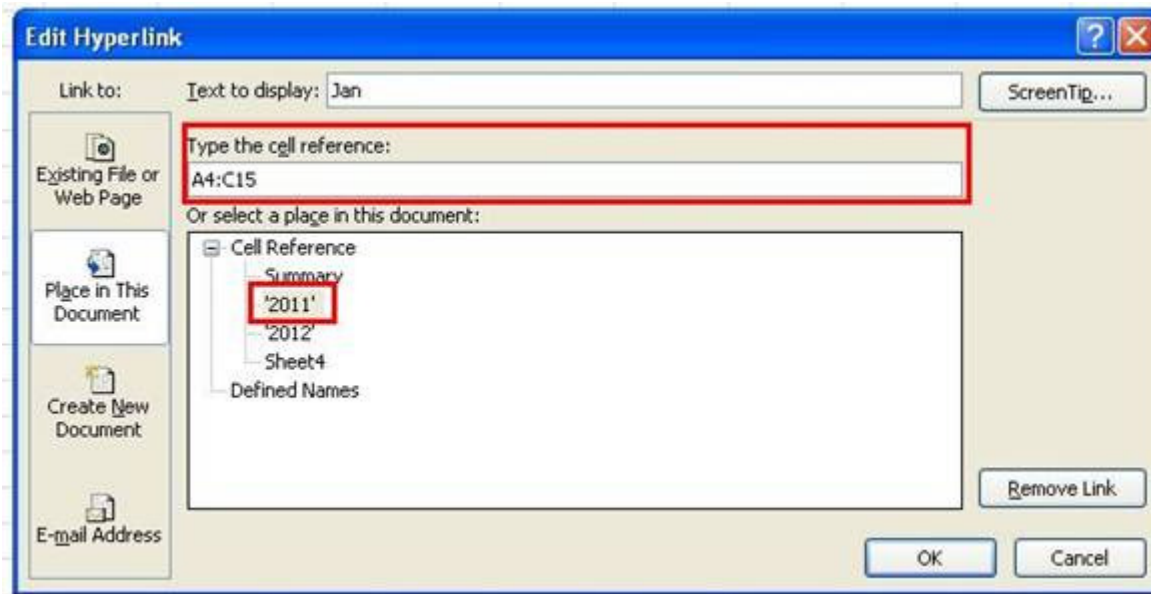 Edit Hyperlink
?
Link to:
Text to display: Jan
ScreenTip...
Existing File or
Web Page
Type the cell reference:
A4:C15
Or select a place in this document:
Cell Reference
Summary
'2011'
'2012'
Sheet4
Defined Names
Place in This
Document
Create New
Document
E-mail Address
Remove Link
OK
Cancel